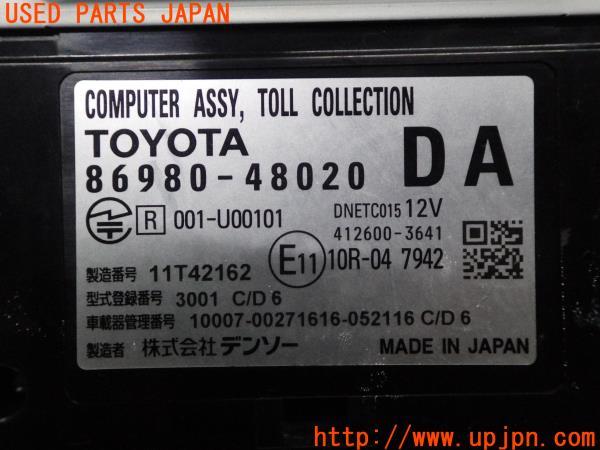 USED PARTS JAPAN
COMPUTER ASSY, TOLL COLLECTION
TOYOTA DA
86980-48020
R 001-U00101 DNETC015 12V
412600-3641
E11 10R-04 7942
製造番号 11T42162
型式登録番号 3001 C/D 6
車載器管理番号 10007-00271616-052116 C/D 6
製造者 株式会社デンソー MADE IN JAPAN
http://www.upjpn.com